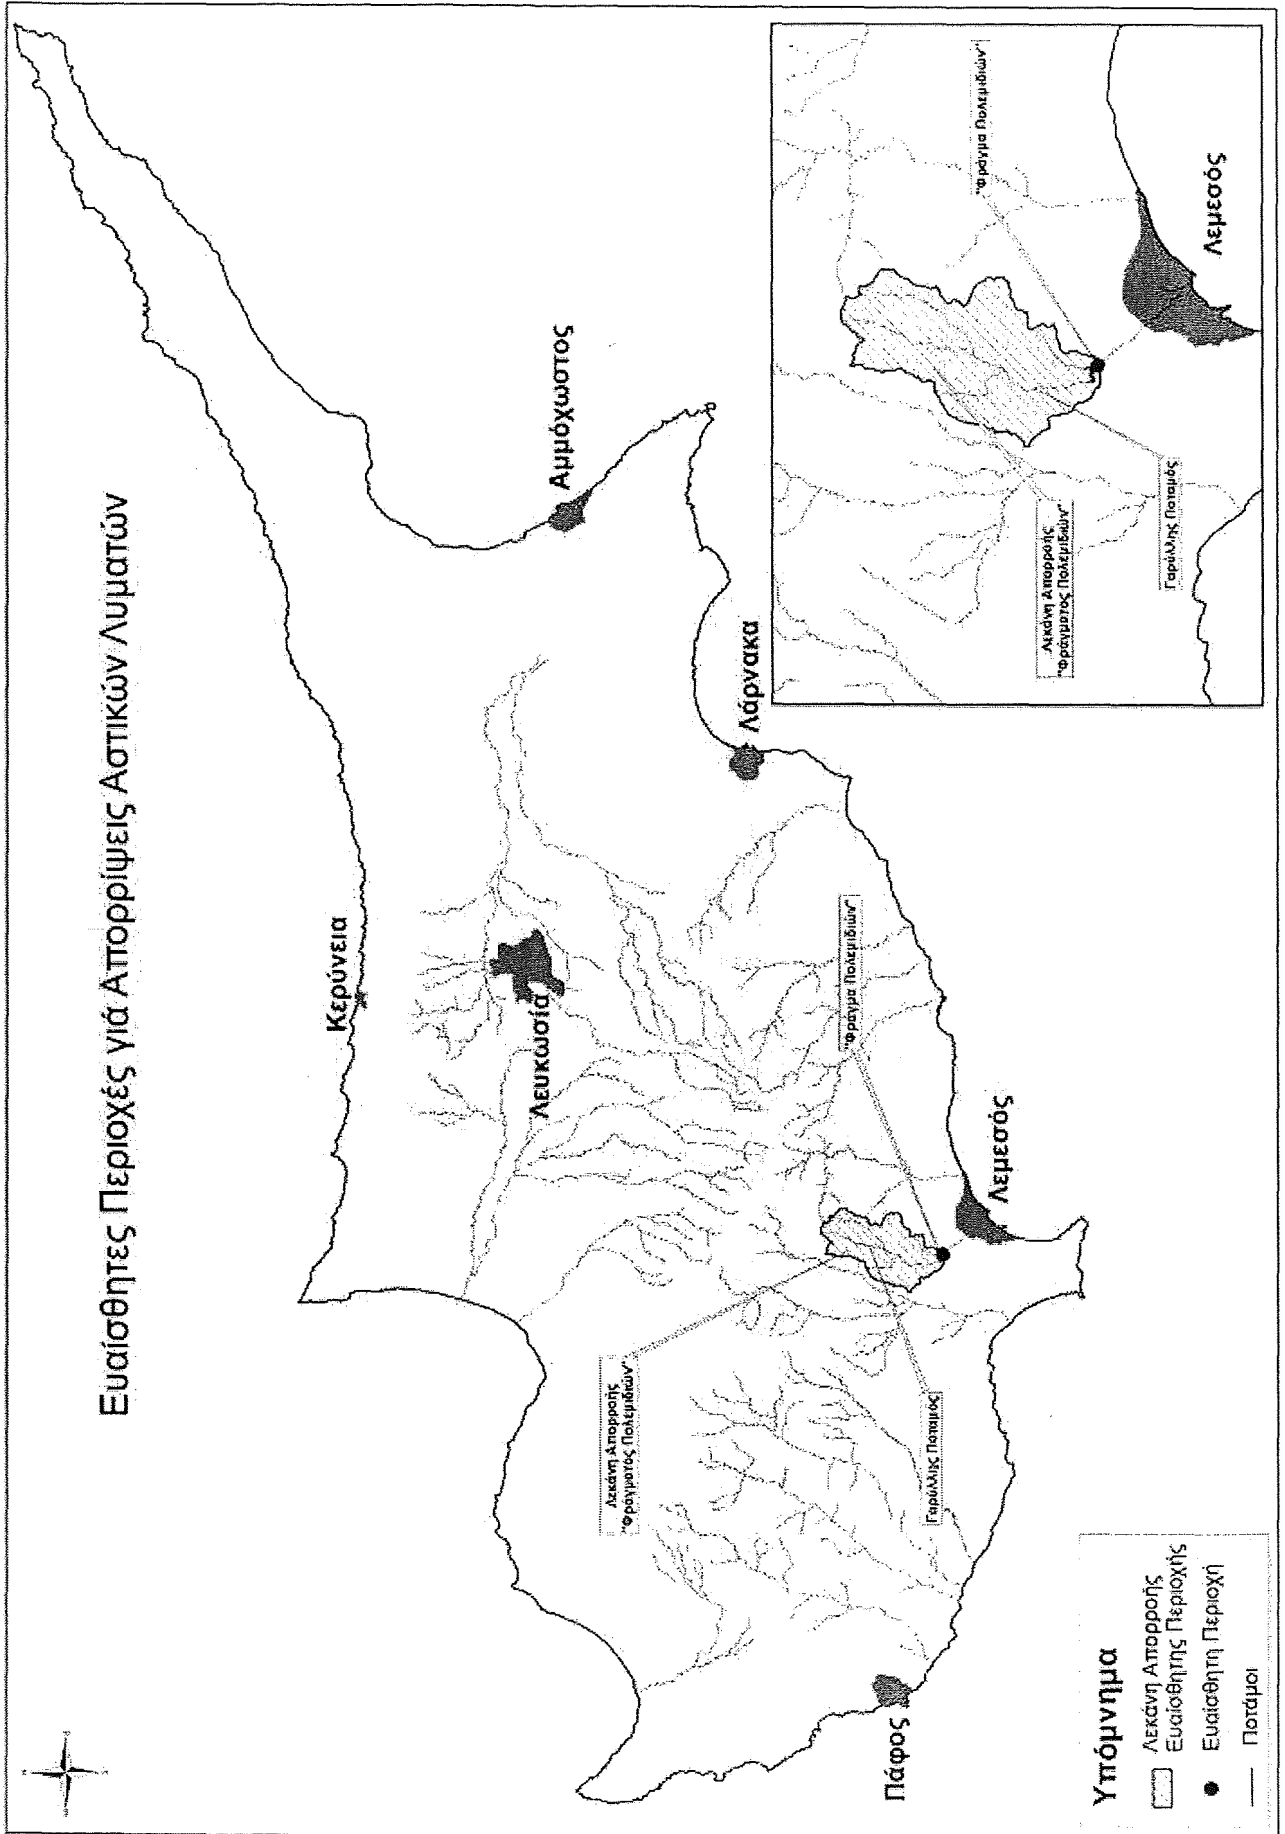 Ευαίσθητες Περιοχές γιά Απορρίψεις Αστικών Λυμάτων
Κερύνεια
Λευκωσία
Αμμόχωστος
Λάρνακα
Λεμεσός
Πάφος
Λεκάνη Απορροής
"Φράγματος Πολεμιδιών"
Γαρύλλης Ποταμός
"Φράγμα Πολεμιδιών"
"Φράγμα Πολεμιδιών"
Λεκάνη Απορροής
"Φράγματος Πολεμιδιών"
Γαρύλλης Ποταμός
Λεμεσός
Υπόμνημα
Λεκάνη Απορροής
Ευαίσθητης Περιοχής
Ευαίσθητη Περιοχή
Ποτάμοι